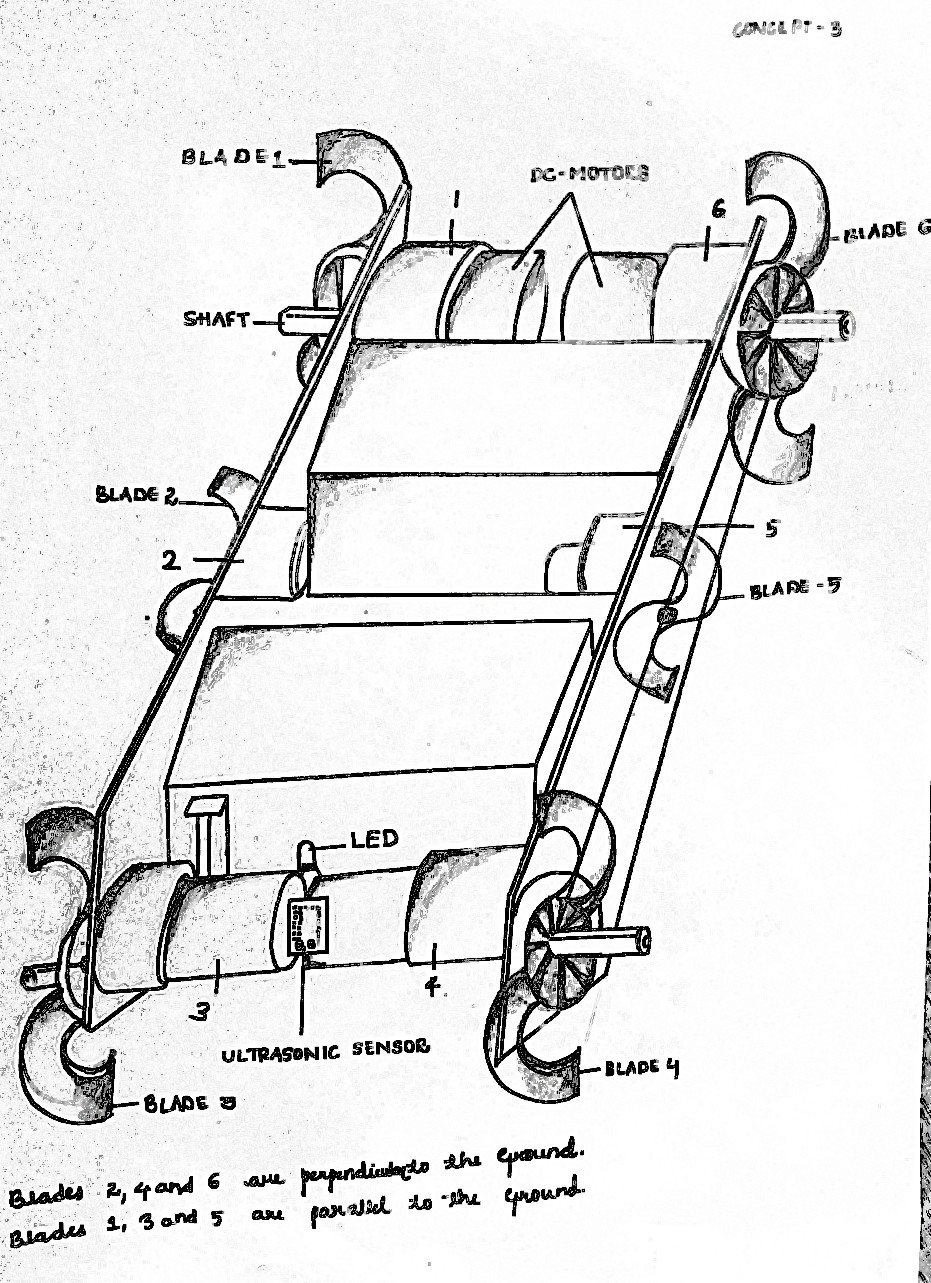 CONCEPT - 3
BLADE 1
1
DC-MOTORS
6
BLADE 6
SHAFT
BLADE 2
2
5
BLADE - 5
LED
3
4
ULTRASONIC SENSOR
BLADE 4
BLADE 3
Blades 2, 4 and 6 are perpendicular to the ground.
Blades 1, 3 and 5 are parallel to the ground.